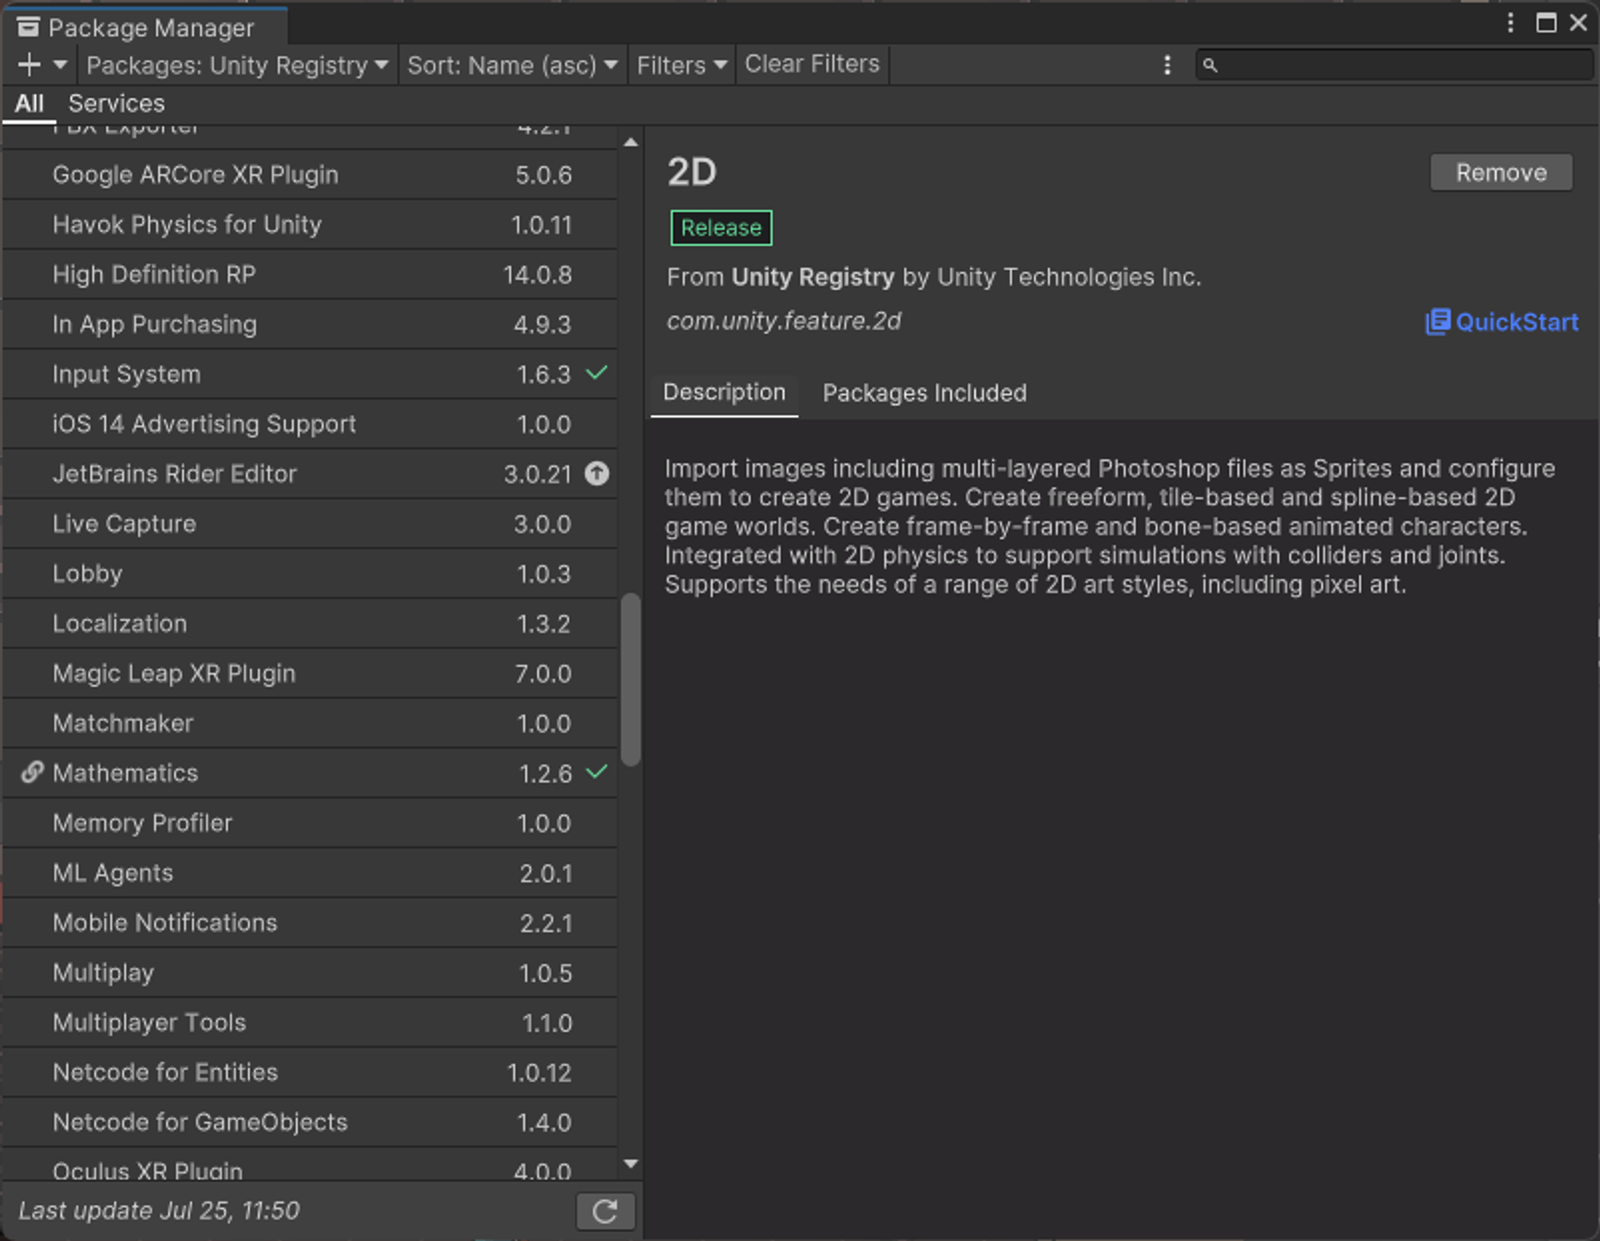 Package Manager
Packages: Unity Registry
Sort: Name (asc)
Filters
Clear Filters
All
Services
FBX Exporter 4.2.1
Google ARCore XR Plugin 5.0.6
Havok Physics for Unity 1.0.11
High Definition RP 14.0.8
In App Purchasing 4.9.3
Input System 1.6.3
iOS 14 Advertising Support 1.0.0
JetBrains Rider Editor 3.0.21
Live Capture 3.0.0
Lobby 1.0.3
Localization 1.3.2
Magic Leap XR Plugin 7.0.0
Matchmaker 1.0.0
Mathematics 1.2.6
Memory Profiler 1.0.0
ML Agents 2.0.1
Mobile Notifications 2.2.1
Multiplay 1.0.5
Multiplayer Tools 1.1.0
Netcode for Entities 1.0.12
Netcode for GameObjects 1.4.0
Oculus XR Plugin 4.0.0
Last update Jul 25, 11:50
2D
Remove
Release
From Unity Registry by Unity Technologies Inc.
com.unity.feature.2d
QuickStart
Description
Packages Included
Import images including multi-layered Photoshop files as Sprites and configure
them to create 2D games. Create freeform, tile-based and spline-based 2D
game worlds. Create frame-by-frame and bone-based animated characters.
Integrated with 2D physics to support simulations with colliders and joints.
Supports the needs of a range of 2D art styles, including pixel art.